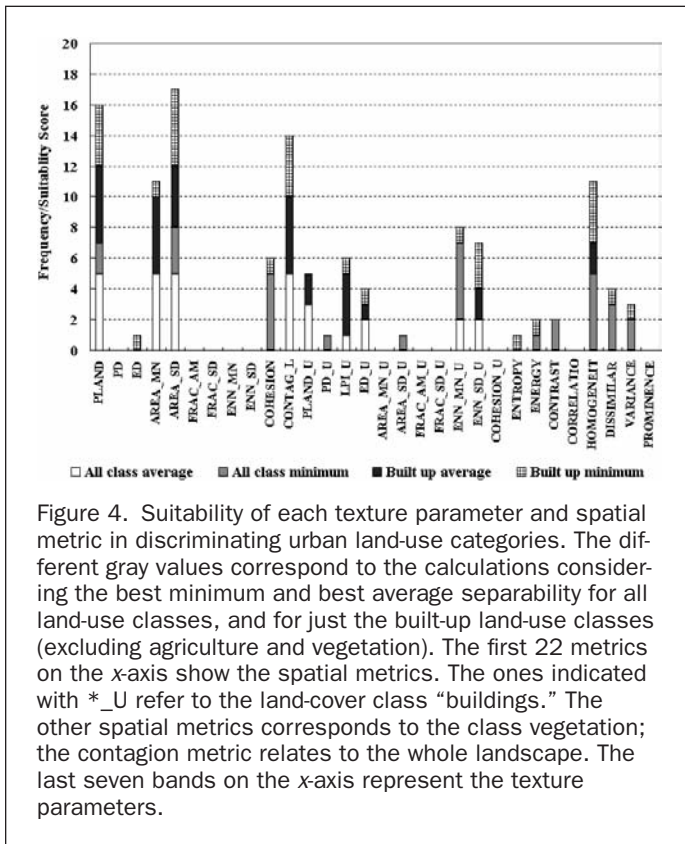 20
18
16
14
12
10
8
6
4
2
0
Frequency/Suitablity Score
PLAND
PD
ED
AREA_MN
AREA_SD
FRAC_AM
FRAC_SD
ENN_MN
ENN_SD
COHESION
CONTAG_L
PLAND_U
PD_U
LPI_U
ED_U
AREA_MN_U
AREA_SD_U
FRAC_AM_U
FRAC_SD_U
ENN_MN_U
ENN_SD_U
COHESION_U
ENTROPY
ENERGY
CONTRAST
CORRELATIO
HOMOGENEIT
DISSIMILAR
VARIANCE
PROMINENCE
All class average All class minimum Built up average Built up minimum
Figure 4. Suitability of each texture parameter and spatial
metric in discriminating urban land-use categories. The dif-
ferent gray values correspond to the calculations consider-
ing the best minimum and best average separability for all
land-use classes, and for just the built-up land-use classes
(excluding agriculture and vegetation). The first 22 metrics
on the x-axis show the spatial metrics. The ones indicated
with *_U refer to the land-cover class “buildings.” The
other spatial metrics corresponds to the class vegetation;
the contagion metric relates to the whole landscape. The
last seven bands on the x-axis represent the texture
parameters.